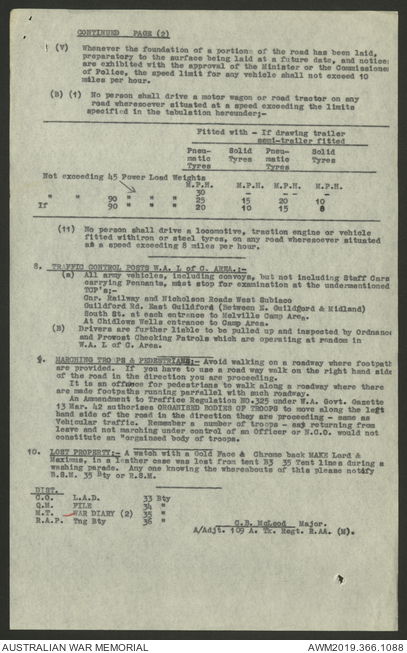 CONTINUED PAGE (2)
(V) Whenever the foundation of a portion of the road has been laid,
preparatory to the surface being laid at a future date, and notices
are exhibited with the approval of the Minister or the Commissioner
of Police, the speed limit for any vehicle shall not exceed 10
miles per hour.
(B) (1) No person shall drive a motor wagon or road tractor on any
road wheresoever situated at a speed exceeding the limits
specified in the tabulation hereunder;-
Fitted with - If drawing trailer
semi-trailer fitted
Pneu- Solid Pneu- Solid
matic Tyres matic Tyres
Tyres Tyres
Not exceeding 45 Power Load Weights
M.P.H. M.P.H. M.P.H. M.P.H.
30 - - - -
" " 90 " " " 25 15 20 10
If 90 " " " 20 10 15 8
(11) No person shall drive a locomotive, traction engine or vehicle
fitted withiron or steel tyres, on any road wheresoever situated
at a speed exceeding 8 miles per hour.
8. TRAFFIC CONTROL POSTS W.A. L of C. AREA.;-
(a) All army vehicles, including convoys, but not including Staff Cars
carrying Pennants, must stop for examination at the undermentioned
TCP's;-
Cnr. Railway and Nicholson Roads West Subiaco
Guildford Rd. East Guildford (Between N. Guildford & Midland)
South St. at each entrance to Melville Camp Area.
At Chidlows Wells entrance to Camp Area.
(B) Drivers are further liable to be pulled up and inspected by Ordnance
and Provost Checking Patrols which are operating at random in
W.A. L of C. Area.
9. MARCHING TROOPS & PEDESTRIANS;- Avoid walking on a roadway where footpath
are provided. If you have to use a road way walk on the right hand side
of the road in the direction you are proceeding.
It is an offence for pedestrians to walk along a roadway where there
are made footpaths running parrallel with much roadway.
An Ammendment to Traffice Regulation NO.325 under W.A. Govt. Gazette
13 Mar. 42 authorises ORGANISED BODIES OF TROOPS to move along the left
hand side of the road in the direction they are proceeding - same as
Vehicular traffic. Remember a number of troops - say returning from
leave and not marching under control of an Officer or N.C.O. would not
constitute an "orgaised body of troops.
10. LOST PROPERTY;- A watch with a Gold Face & Chrome back MAKE Lord &
Maximus, in a leather case was lost from tent B3 35 Tent lines during a
washing parade. Any one knowing the whereabouts of this please notify
B.S.M. 35 Bty or R.S.M.
DIST.
C.O. L.A.D. 33 Bty
Q.M. FILE 34 "
M.T. WAR DIARY (2) 35 "
R.A.P. Tng Bty 36 "
G.B. McLeod Major.
A/Adjt. 109 A. Tk. Regt. R.AA. (M).
AUSTRALIAN WAR MEMORIAL
AWM2019.366.1088